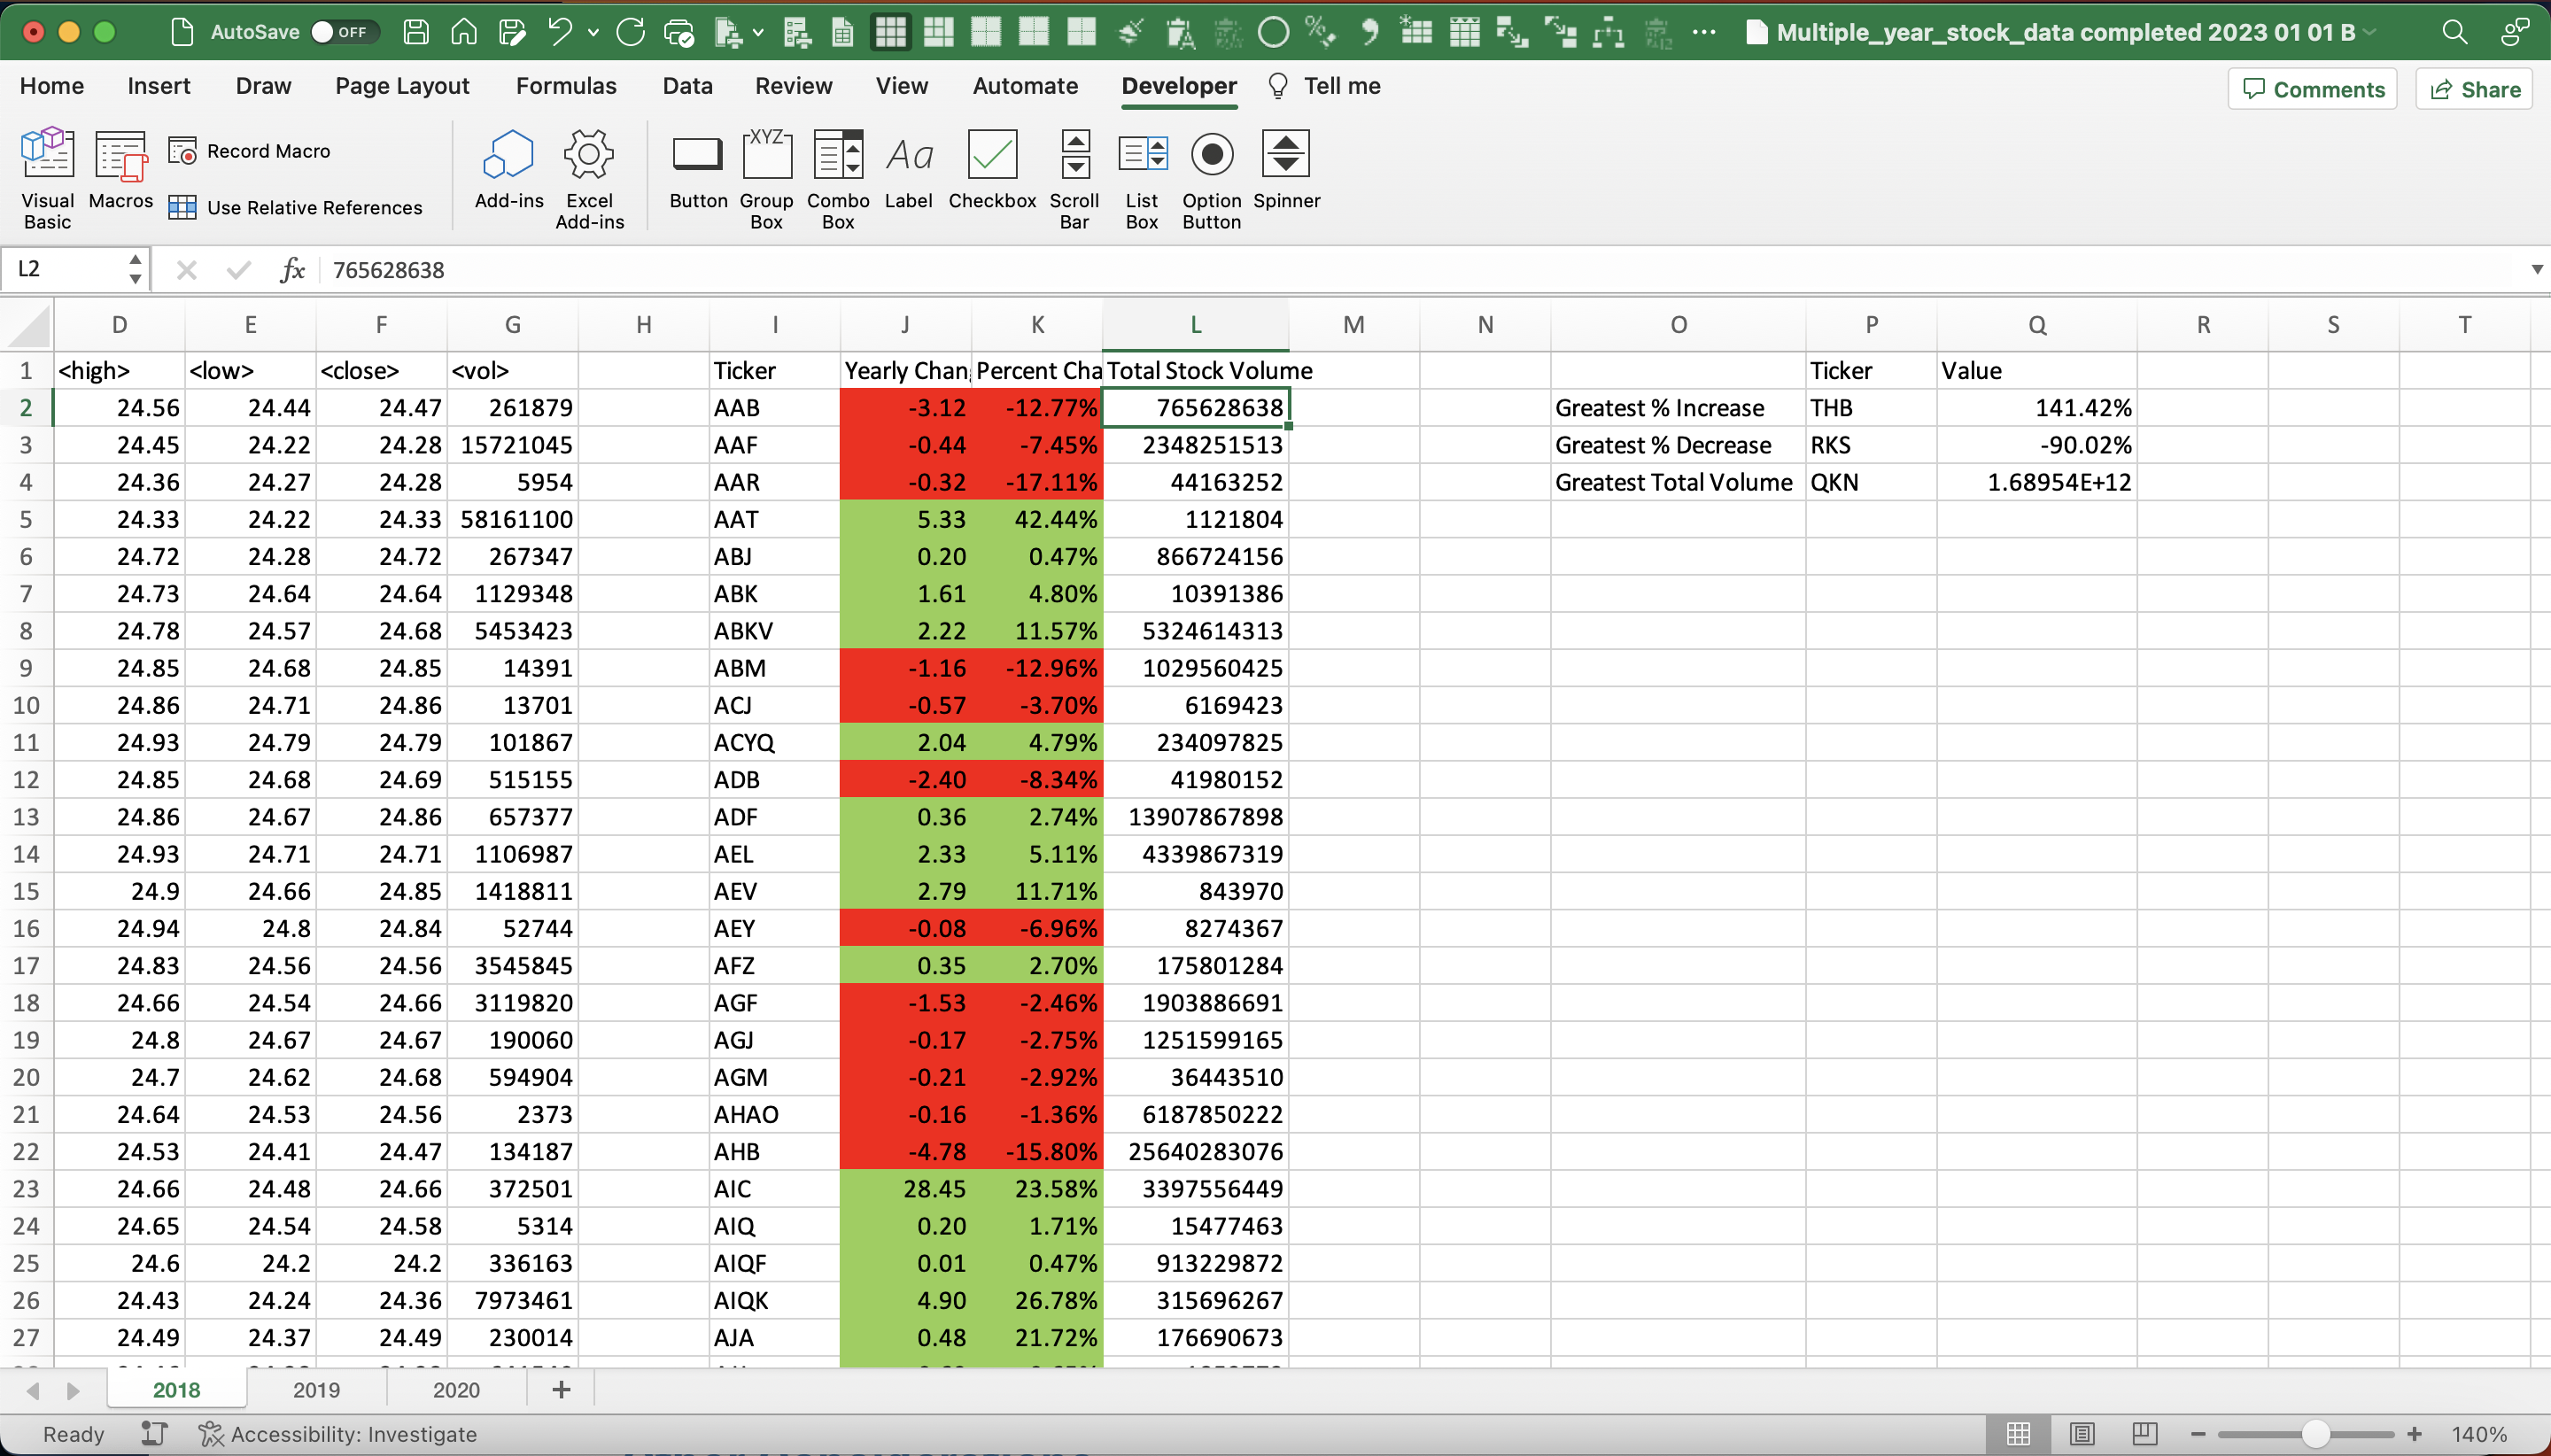 AutoSave OFF Multiple_year_stock_data completed 2023 01 01 B
Home Insert Draw Page Layout Formulas Data Review View Automate Developer Tell me Comments Share
Visual Basic Macros Record Macro Use Relative References Add-ins Excel Add-ins Button XYZ Group Box Combo Box Aa Label Checkbox Scroll Bar List Box Option Button Spinner
L2 fx 765628638
D E F G H I J K L M N O P Q R S T
1 <high> <low> <close> <vol> Ticker Yearly Chan Percent Cha Total Stock Volume Ticker Value
2 24.56 24.44 24.47 261879 AAB -3.12 -12.77% 765628638 Greatest % Increase THB 141.42%
3 24.45 24.22 24.28 15721045 AAF -0.44 -7.45% 2348251513 Greatest % Decrease RKS -90.02%
4 24.36 24.27 24.28 5954 AAR -0.32 -17.11% 44163252 Greatest Total Volume QKN 1.68954E+12
5 24.33 24.22 24.33 58161100 AAT 5.33 42.44% 1121804
6 24.72 24.28 24.72 267347 ABJ 0.20 0.47% 866724156
7 24.73 24.64 24.64 1129348 ABK 1.61 4.80% 10391386
8 24.78 24.57 24.68 5453423 ABKV 2.22 11.57% 5324614313
9 24.85 24.68 24.85 14391 ABM -1.16 -12.96% 1029560425
10 24.86 24.71 24.86 13701 ACJ -0.57 -3.70% 6169423
11 24.93 24.79 24.79 101867 ACYQ 2.04 4.79% 234097825
12 24.85 24.68 24.69 515155 ADB -2.40 -8.34% 41980152
13 24.86 24.67 24.86 657377 ADF 0.36 2.74% 13907867898
14 24.93 24.71 24.71 1106987 AEL 2.33 5.11% 4339867319
15 24.9 24.66 24.85 1418811 AEV 2.79 11.71% 843970
16 24.94 24.8 24.84 52744 AEY -0.08 -6.96% 8274367
17 24.83 24.56 24.56 3545845 AFZ 0.35 2.70% 175801284
18 24.66 24.54 24.66 3119820 AGF -1.53 -2.46% 1903886691
19 24.8 24.67 24.67 190060 AGJ -0.17 -2.75% 1251599165
20 24.7 24.62 24.68 594904 AGM -0.21 -2.92% 36443510
21 24.64 24.53 24.56 2373 AHAO -0.16 -1.36% 6187850222
22 24.53 24.41 24.47 134187 AHB -4.78 -15.80% 25640283076
23 24.66 24.48 24.66 372501 AIC 28.45 23.58% 3397556449
24 24.65 24.54 24.58 5314 AIQ 0.20 1.71% 15477463
25 24.6 24.2 24.2 336163 AIQF 0.01 0.47% 913229872
26 24.43 24.24 24.36 7973461 AIQK 4.90 26.78% 315696267
27 24.49 24.37 24.49 230014 AJA 0.48 21.72% 176690673
2018 2019 2020
Ready Accessibility: Investigate 140%